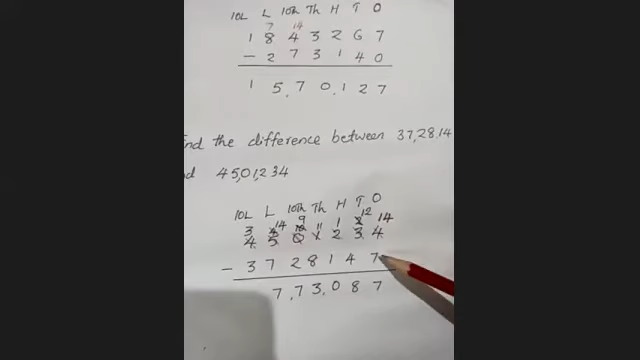 10L L 10th Th H T O
7 14
1 8 4 3 2 6 7
- 2 7 3 1 4 0
1 5,7 0,1 2 7
Find the difference between 37,28,14
45,01,234
10L L 10th Th H T O
9 12
3 14 10 11 1 2 14
4 5 0 1 2 3 4
- 3 7 2 8 1 4 7
7,7 3,0 8 7